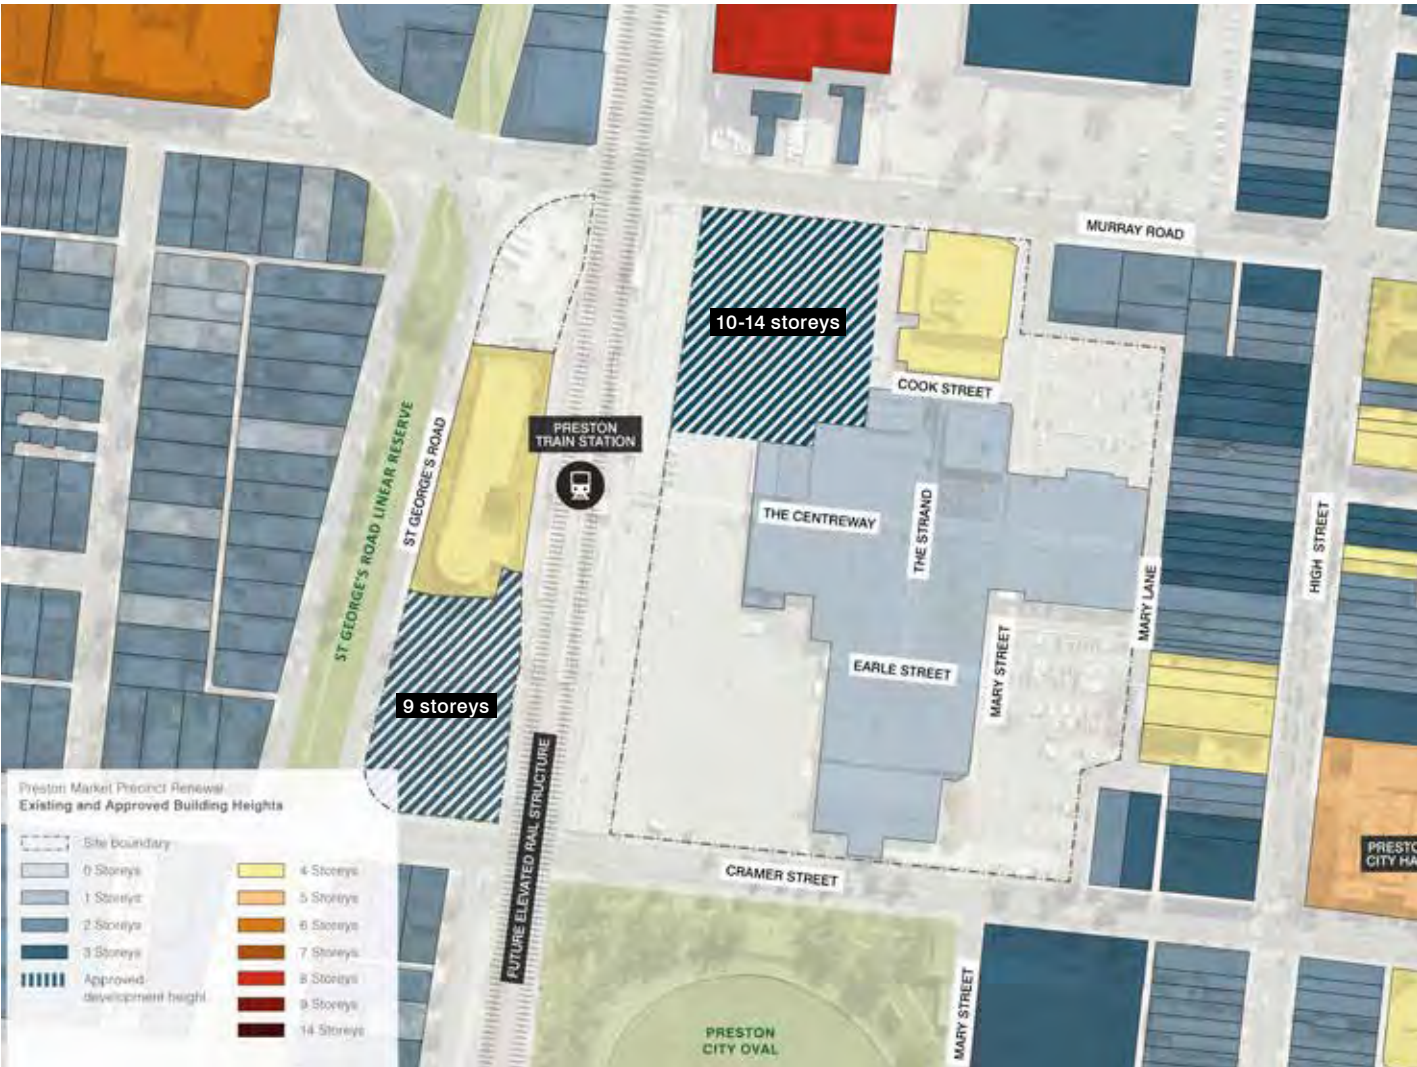 MURRAY ROAD
10-14 storeys
COOK STREET
PRESTON
TRAIN STATION
ST GEORGE'S ROAD LINEAR RESERVE
ST GEORGE'S ROAD
THE CENTREWAY
THE STRAND
HIGH STREET
MARY LANE
EARLE STREET
MARY STREET
9 storeys
FUTURE ELEVATED RAIL STRUCTURE
Preston Market Precinct Renewal
Existing and Approved Building Heights
Site boundary
0 Storeys
1 Storeys
2 Storeys
3 Storeys
Approved
development height
4 Storeys
5 Storeys
6 Storeys
7 Storeys
8 Storeys
9 Storeys
14 Storeys
CRAMER STREET
PRESTO
CITY HA
MARY STREET
PRESTON
CITY OVAL